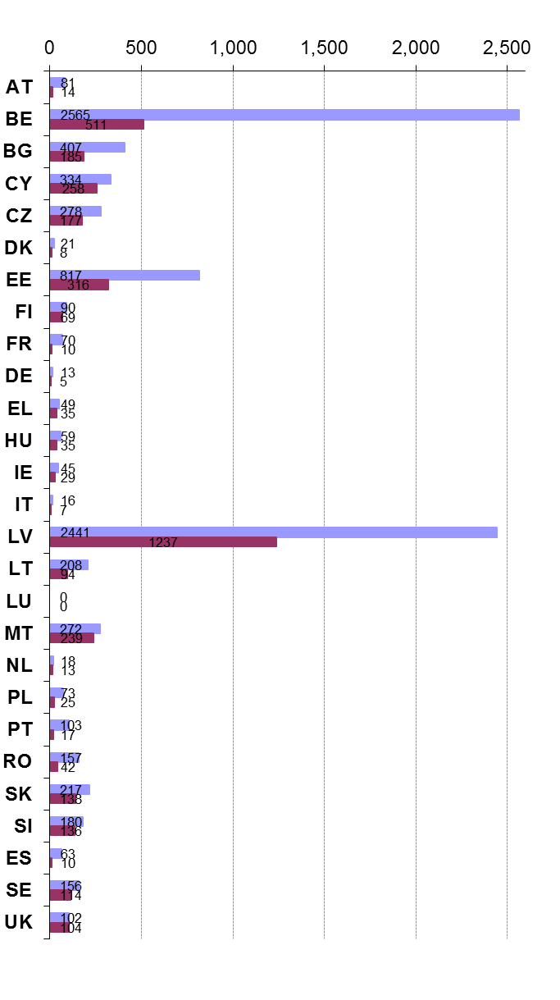 0 500 1,000 1,500 2,000 2,500
AT 81
14
BE 2565
511
BG 407
185
CY 334
258
CZ 278
177
DK 21
8
EE 817
316
FI 90
69
FR 70
10
DE 13
5
EL 49
35
HU 59
35
IE 45
29
IT 16
7
LV 2441
1237
LT 208
94
LU 0
0
MT 272
239
NL 18
13
PL 73
25
PT 103
17
RO 157
42
SK 217
138
SI 180
136
ES 63
10
SE 156
114
UK 102
104